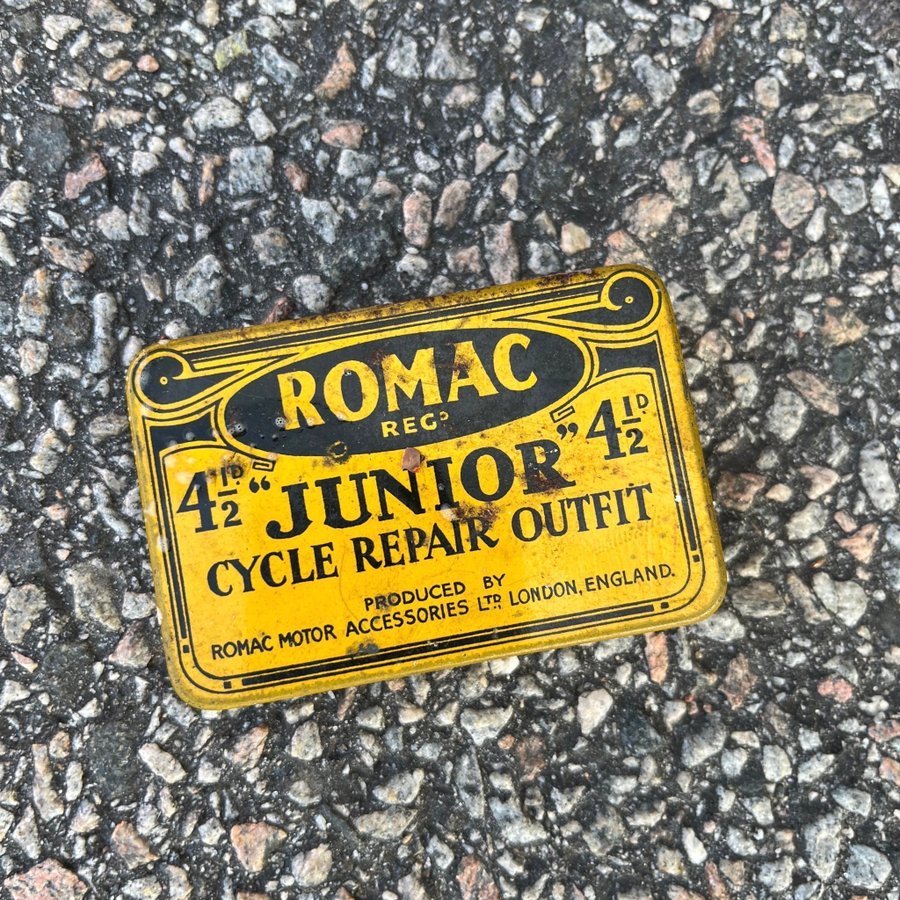 ROMAC
REGD
4½D "JUNIOR" 4½D
CYCLE REPAIR OUTFIT
PRODUCED BY
ROMAC MOTOR ACCESSORIES LTD LONDON, ENGLAND.